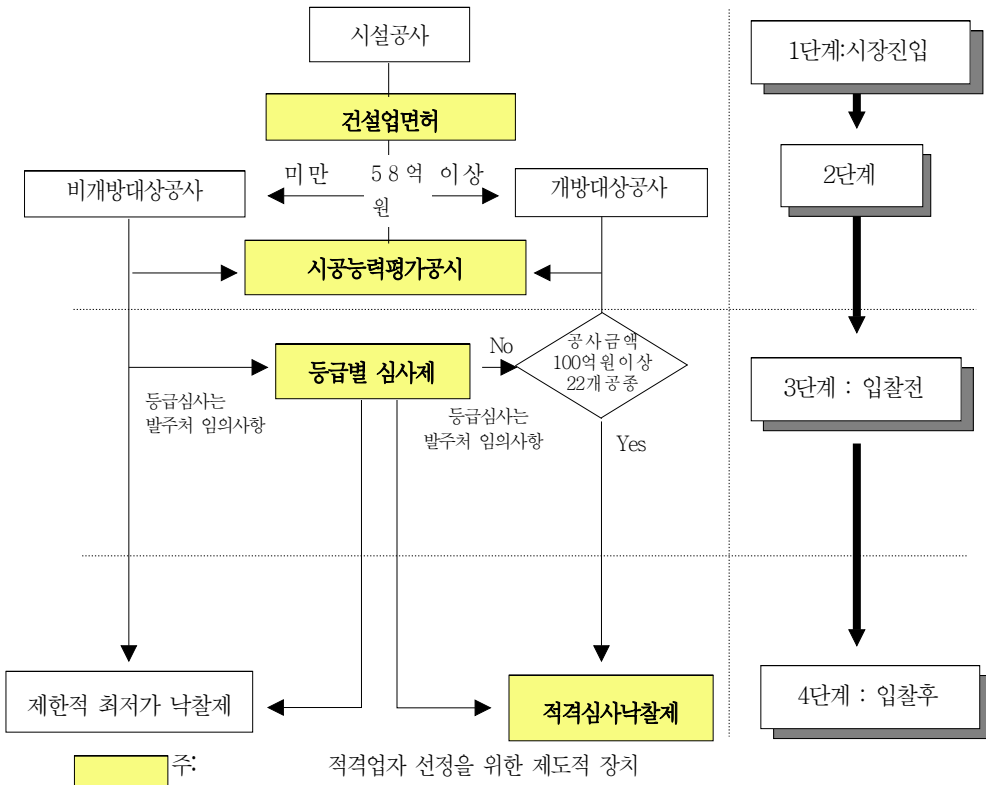 시설공사
1단계:시장진입
건설업면허
미만 58억 이상
원
비개방대상공사
개방대상공사
2단계
시공능력평가공시
No
공사금액
100억원이상
22개공종
등급별 심사제
3단계 : 입찰전
등급심사는
발주처 임의사항
등급심사는
발주처 임의사항
Yes
제한적 최저가 낙찰제
적격심사낙찰제
4단계 : 입찰후
주: 적격업자 선정을 위한 제도적 장치